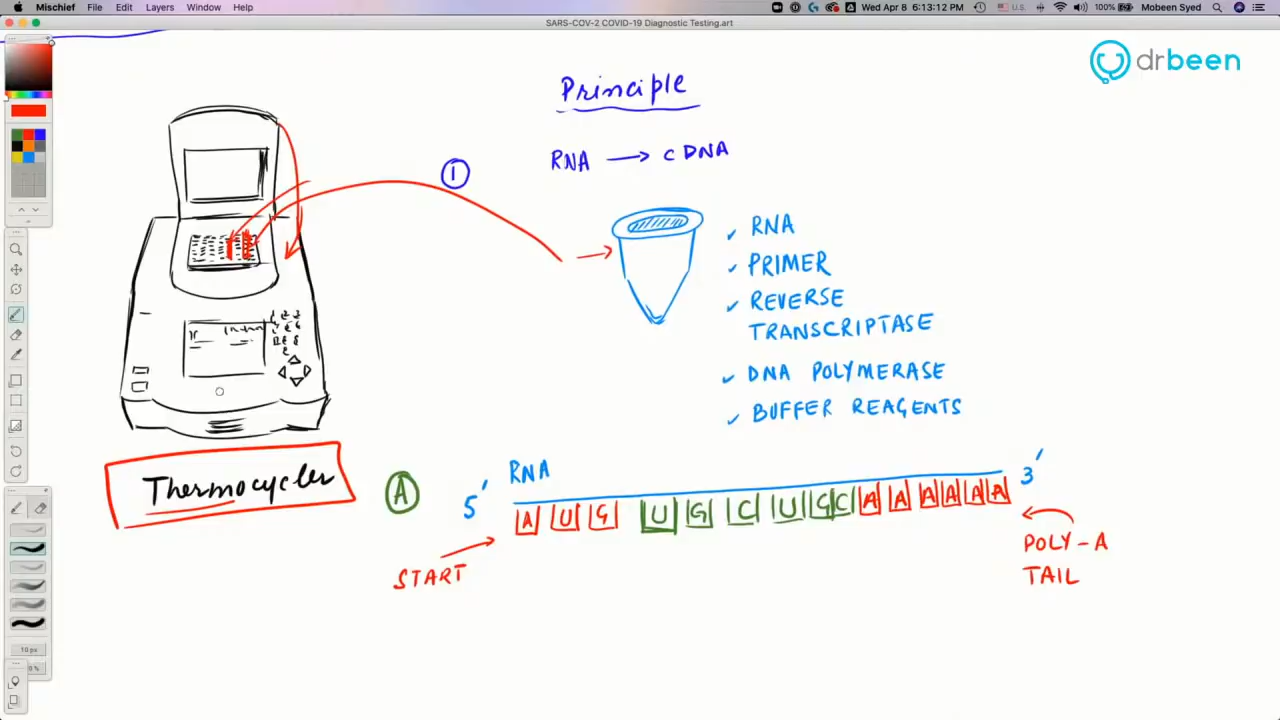 Mischief File Edit Layers Window Help
100% Wed Apr 8 6:13:12 PM Mobeen Syed
SARS-COV-2 COVID-19 Diagnostic Testing.art
drbeen
Principle
RNA → cDNA
1
RNA
PRIMER
REVERSE
TRANSCRIPTASE
DNA POLYMERASE
BUFFER REAGENTS
Thermocycler
A
5'
RNA
3'
A U G U G C U G C A A A A A A
START
POLY-A
TAIL
10 px